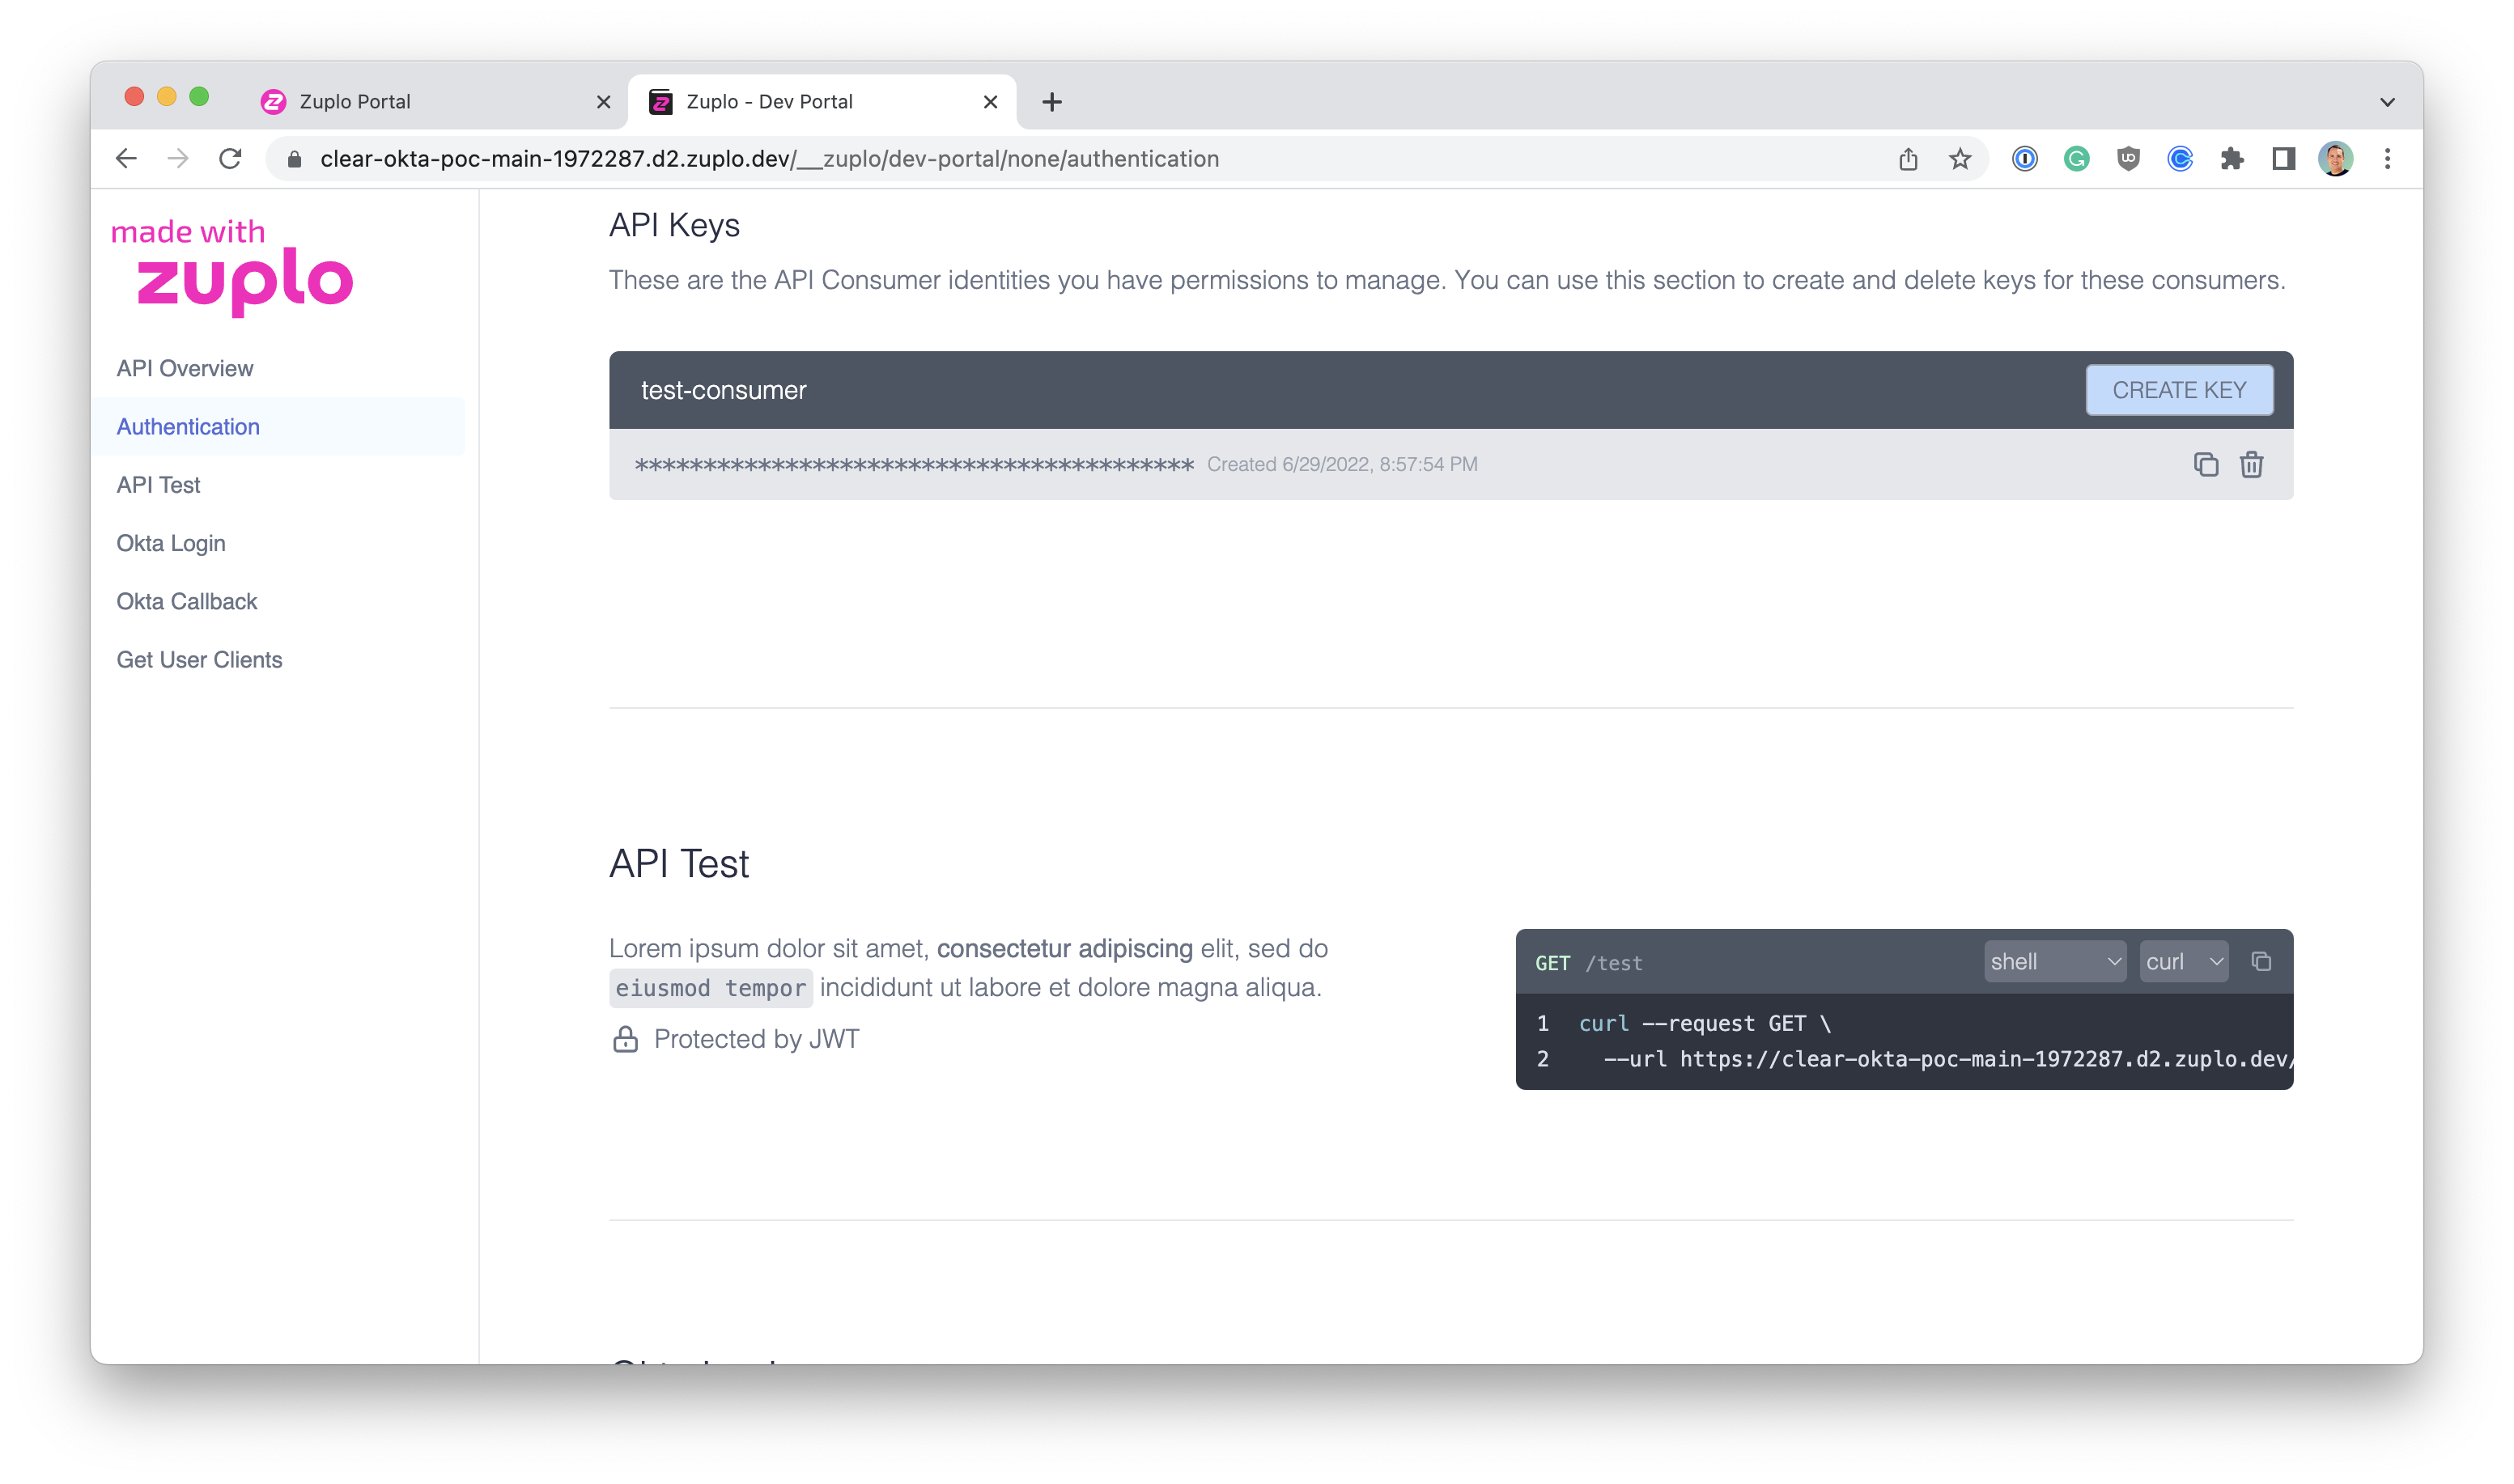 Zuplo Portal
Zuplo - Dev Portal
clear-okta-poc-main-1972287.d2.zuplo.dev/__zuplo/dev-portal/none/authentication
made with
zuplo
API Overview
Authentication
API Test
Okta Login
Okta Callback
Get User Clients
API Keys
These are the API Consumer identities you have permissions to manage. You can use this section to create and delete keys for these consumers.
test-consumer
CREATE KEY
***************************************** Created 6/29/2022, 8:57:54 PM
API Test
Lorem ipsum dolor sit amet, consectetur adipiscing elit, sed do
eiusmod tempor incididunt ut labore et dolore magna aliqua.
Protected by JWT
GET /test
shell
curl
1 curl --request GET \
2 --url https://clear-okta-poc-main-1972287.d2.zuplo.dev/